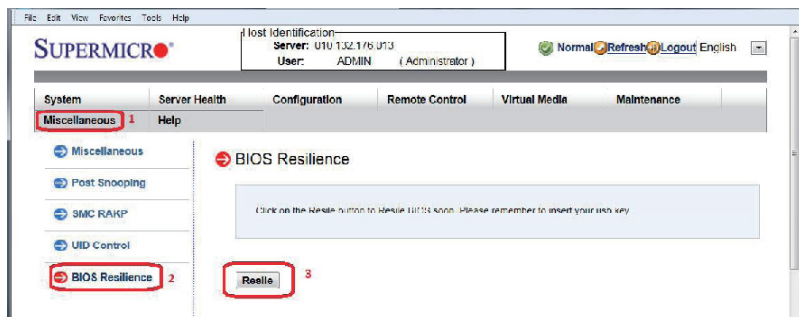 File Edit View Favorites Tools Help
SUPERMICRO
Host Identification
Server: 010.132.176.013
User: ADMIN ( Administrator )
Normal Refresh Logout English
System Server Health Configuration Remote Control Virtual Media Maintenance
Miscellaneous 1 Help
Miscellaneous
Post Snooping
SMC RAKP
UID Control
BIOS Resilience 2
BIOS Resilience
Click on the Resile button to Resile BIOS soon. Please remember to insert your usb key
Resile 3